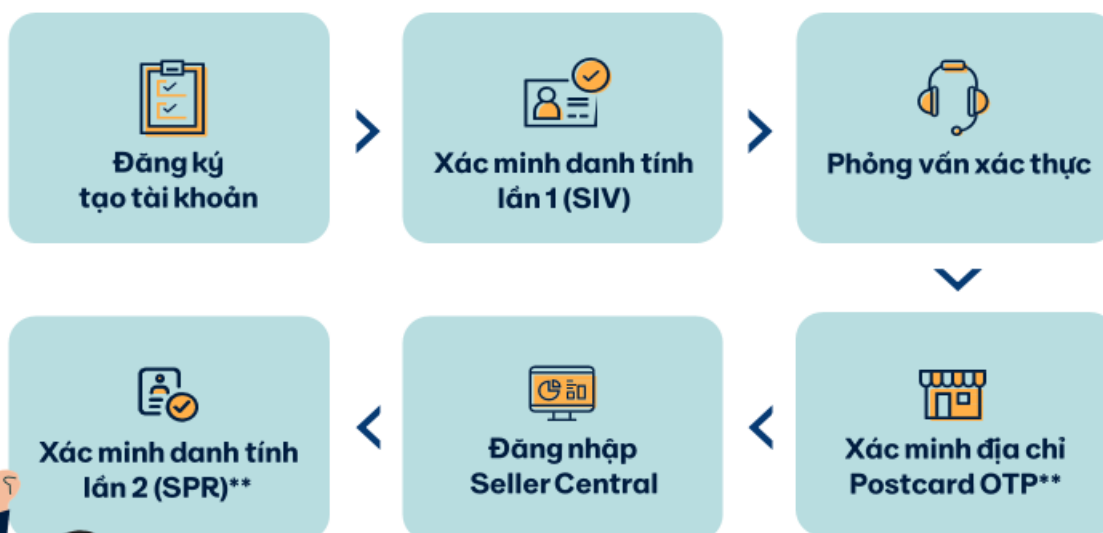 Đăng ký
tạo tài khoản
Xác minh danh tính
lần 1 (SIV)
Phỏng vấn xác thực
Xác minh địa chỉ
Postcard OTP**
Đăng nhập
Seller Central
Xác minh danh tính
lần 2 (SPR)**